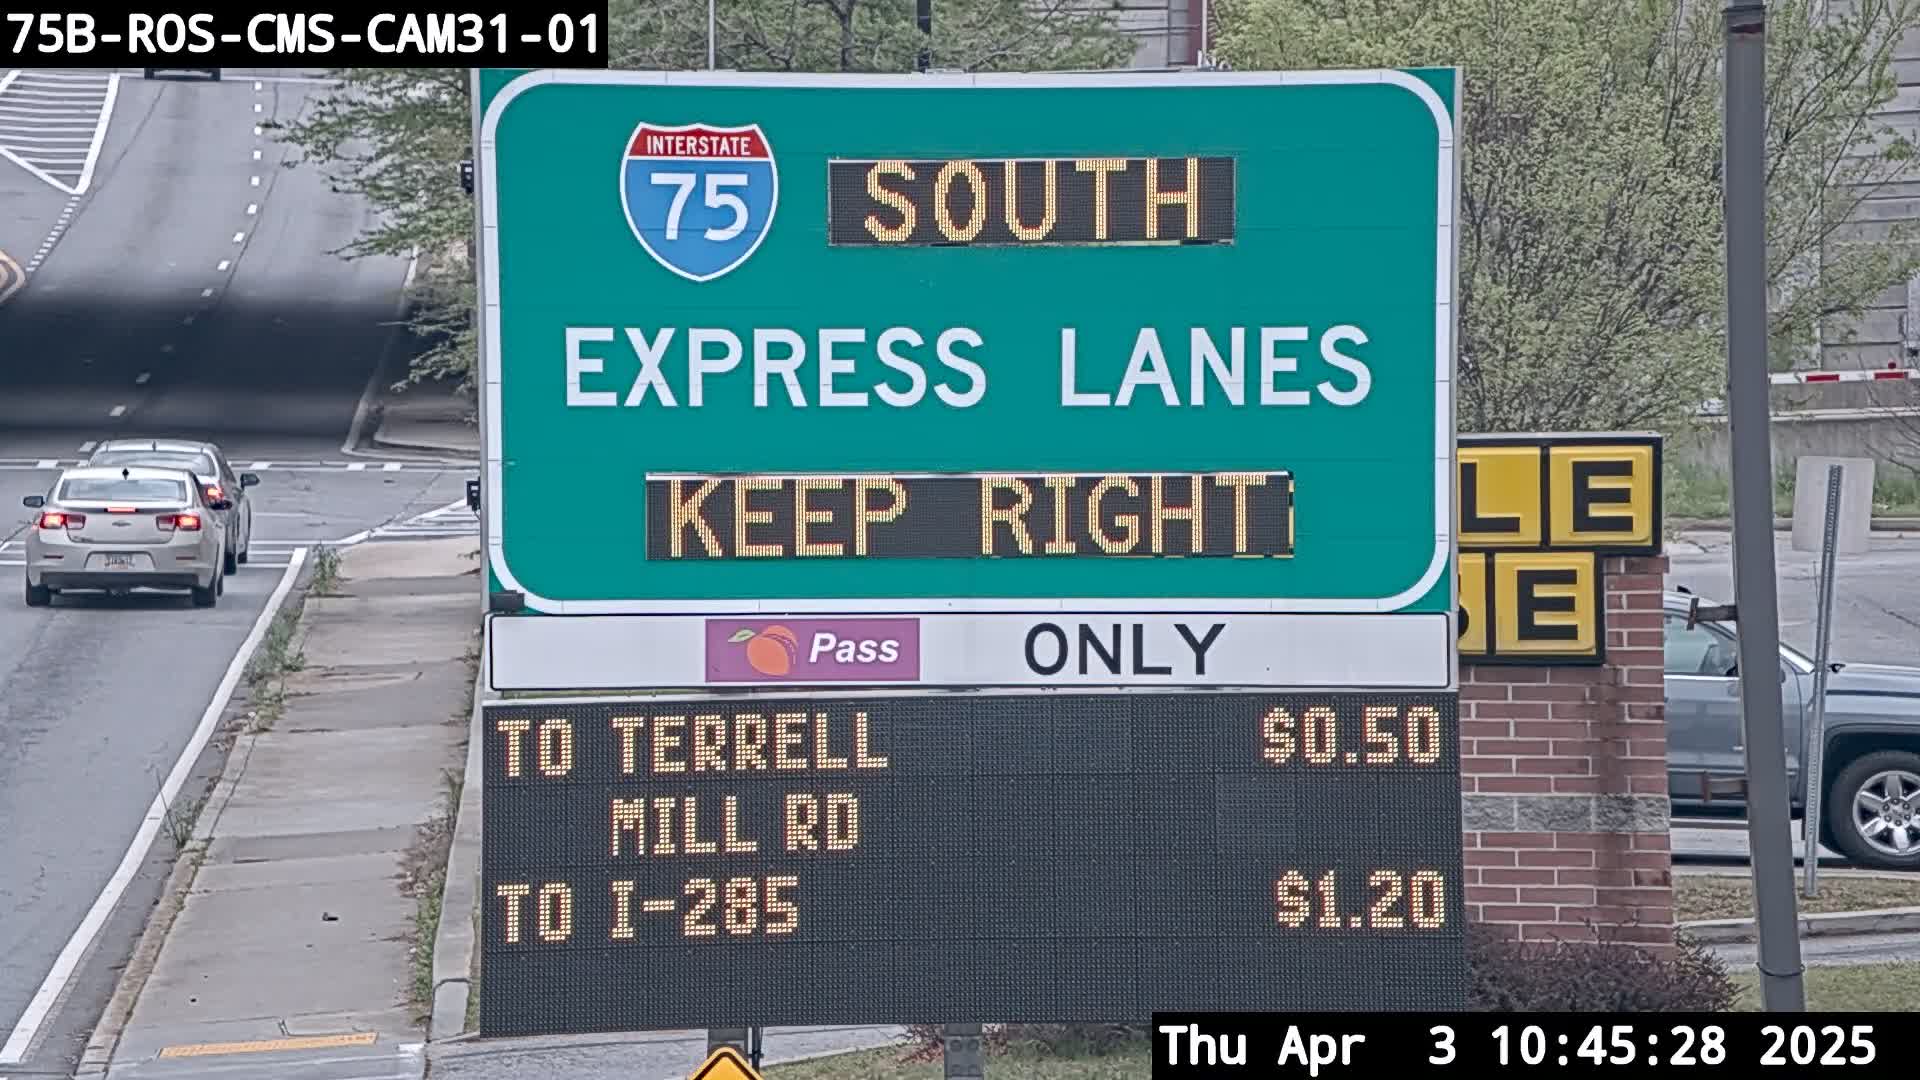 75B-ROS-CMS-CAM31-01
INTERSTATE
75
SOUTH
EXPRESS LANES
KEEP RIGHT
Pass ONLY
TO TERRELL $0.50
MILL RD
TO I-285 $1.20
LE
E
Thu Apr 3 10:45:28 2025